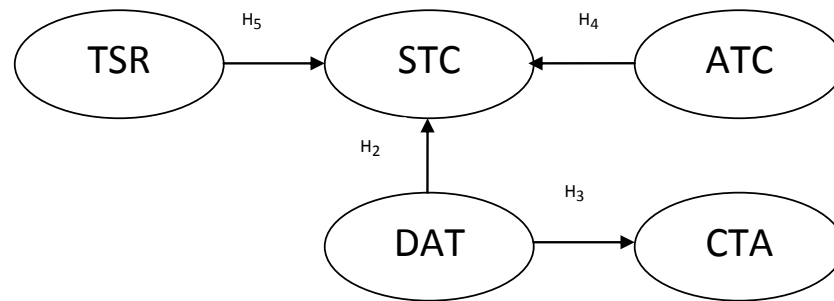 H5 H4
TSR STC ATC
H2
H3
DAT CTA